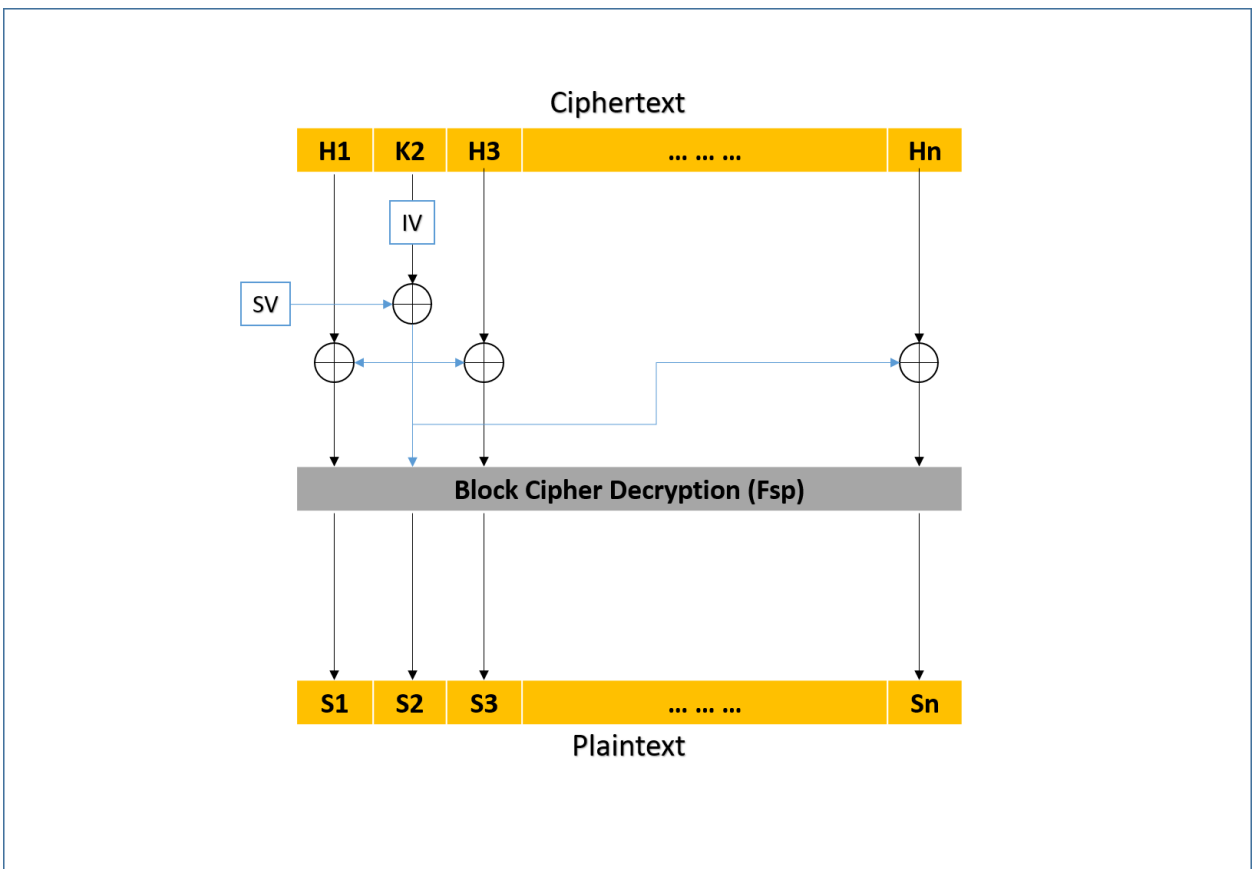 Ciphertext
H1 K2 H3 ... ... ... Hn
IV
SV
Block Cipher Decryption (Fsp)
S1 S2 S3 ... ... ... Sn
Plaintext